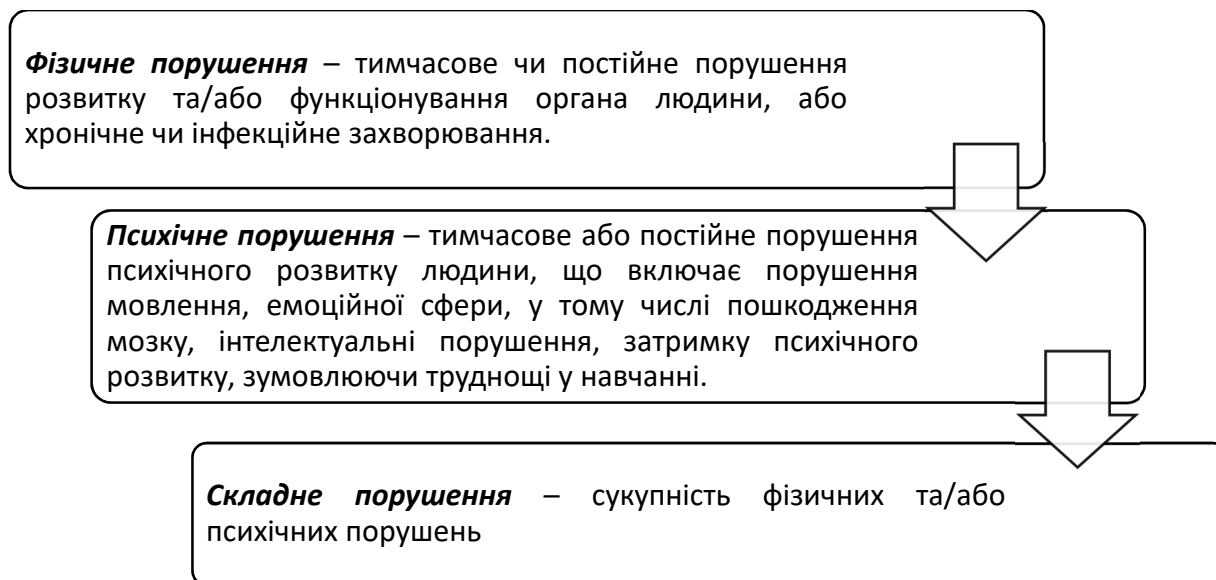 Фізичне порушення – тимчасове чи постійне порушення
розвитку та/або функціонування органа людини, або
хронічне чи інфекційне захворювання.
Психічне порушення – тимчасове або постійне порушення
психічного розвитку людини, що включає порушення
мовлення, емоційної сфери, у тому числі пошкодження
мозку, інтелектуальні порушення, затримку психічного
розвитку, зумовлюючи труднощі у навчанні.
Складне порушення – сукупність фізичних та/або
психічних порушень